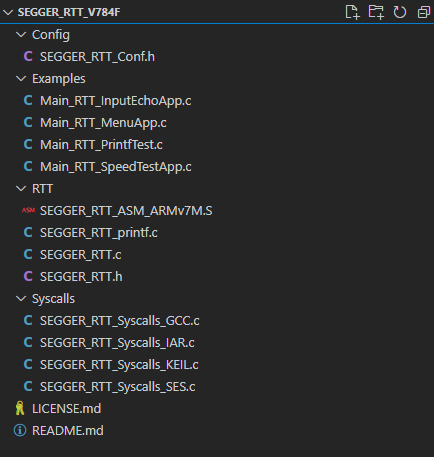 SEGGER_RTT_V784F
Config
C SEGGER_RTT_Conf.h
Examples
C Main_RTT_InputEchoApp.c
C Main_RTT_MenuApp.c
C Main_RTT_PrintfTest.c
C Main_RTT_SpeedTestApp.c
RTT
ASM SEGGER_RTT_ASM_ARMv7M.S
C SEGGER_RTT_printf.c
C SEGGER_RTT.c
C SEGGER_RTT.h
Syscalls
C SEGGER_RTT_Syscalls_GCC.c
C SEGGER_RTT_Syscalls_IAR.c
C SEGGER_RTT_Syscalls_KEIL.c
C SEGGER_RTT_Syscalls_SES.c
LICENSE.md
README.md